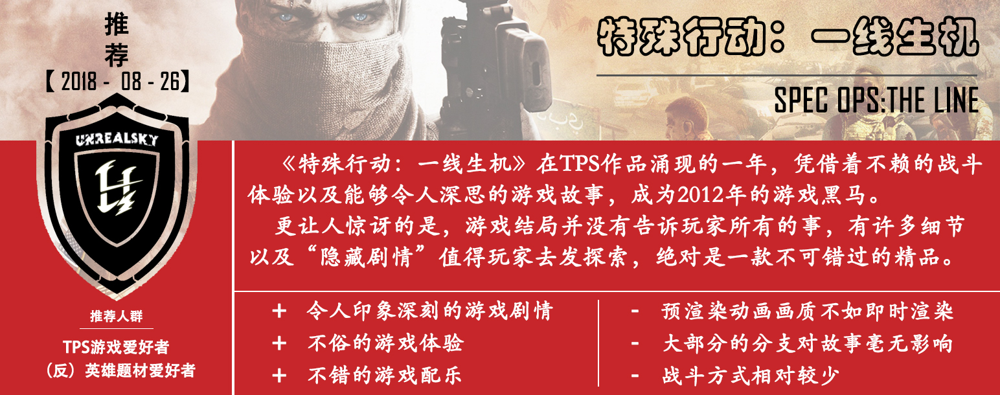 推
荐
【 2018 - 08 - 26】
特殊行动：一线生机
SPEC OPS:THE LINE
UNREALSKY
《特殊行动：一线生机》在TPS作品涌现的一年，凭借着不赖的战斗
体验以及能够令人深思的游戏故事，成为2012年的游戏黑马。
更让人惊讶的是，游戏结局并没有告诉玩家所有的事，有许多细节
以及“隐藏剧情”值得玩家去发探索，绝对是一款不可错过的精品。
推荐人群
TPS游戏爱好者
（反）英雄题材爱好者
+ 令人印象深刻的游戏剧情
+ 不俗的游戏体验
+ 不错的游戏配乐
- 预渲染动画画质不如即时渲染
- 大部分的分支对故事毫无影响
- 战斗方式相对较少